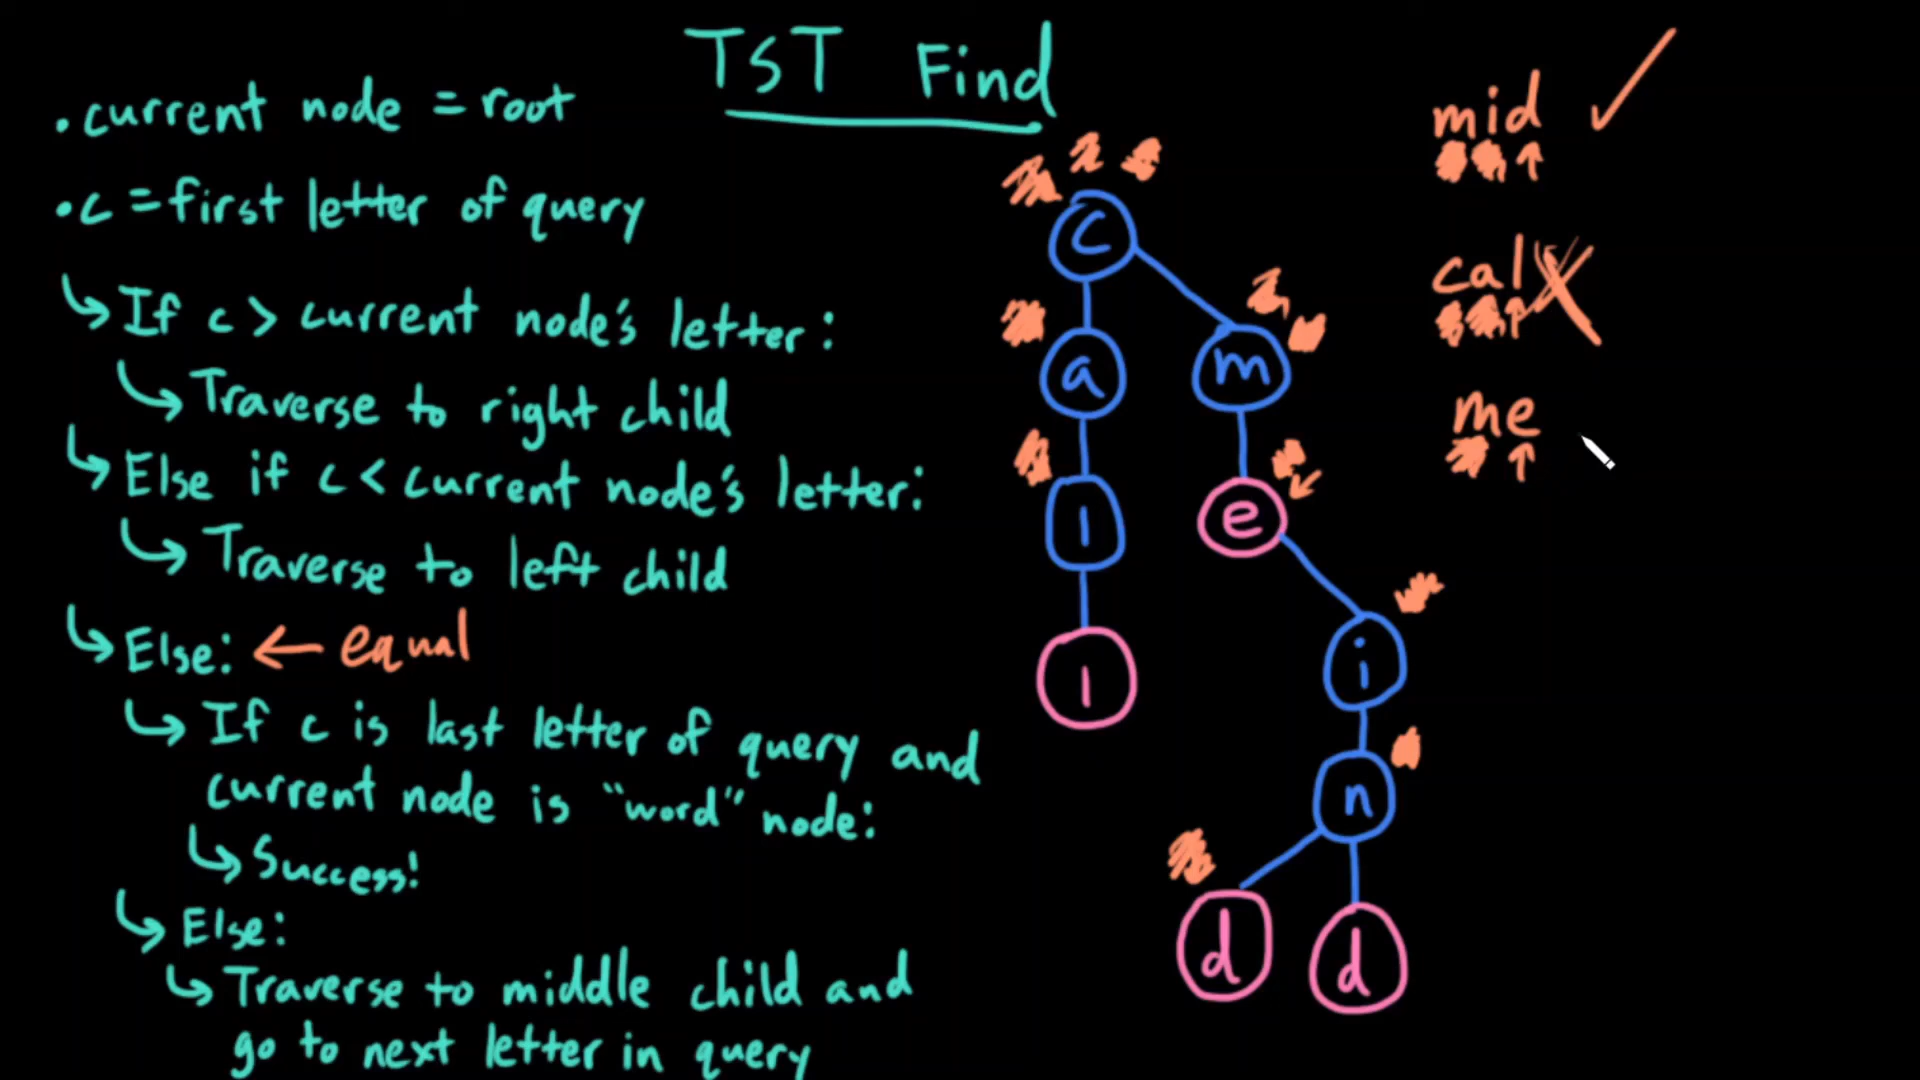 TST Find
• current node = root
• c = first letter of query
↳ If c > current node's letter:
↳ Traverse to right child
↳ Else if c < current node's letter:
↳ Traverse to left child
↳ Else: ← equal
↳ If c is last letter of query and
current node is "word" node:
↳ Success!
↳ Else:
↳ Traverse to middle child and
go to next letter in query
c
a
m
l
e
l
i
n
d
d
mid ✓
cal X
me